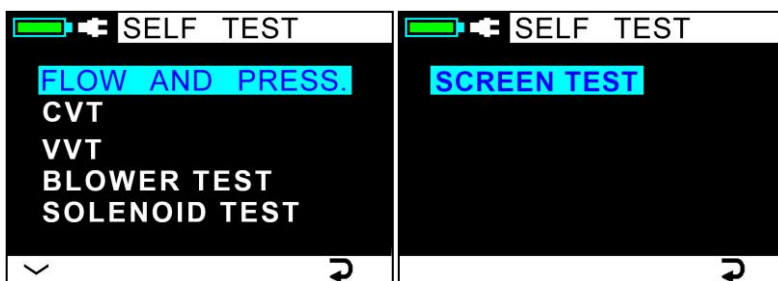 SELF TEST
FLOW AND PRESS.
CVT
VVT
BLOWER TEST
SOLENOID TEST
SELF TEST
SCREEN TEST